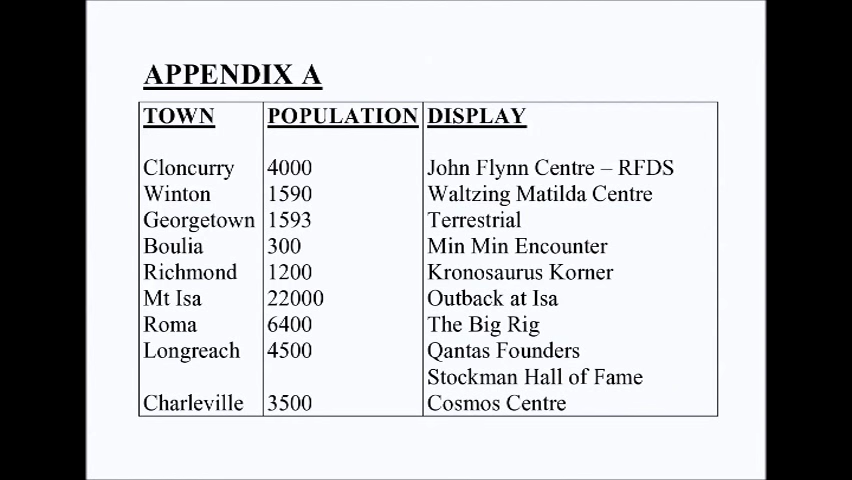 APPENDIX A
TOWN POPULATION DISPLAY
Cloncurry 4000 John Flynn Centre – RFDS
Winton 1590 Waltzing Matilda Centre
Georgetown 1593 Terrestrial
Boulia 300 Min Min Encounter
Richmond 1200 Kronosaurus Korner
Mt Isa 22000 Outback at Isa
Roma 6400 The Big Rig
Longreach 4500 Qantas Founders
Stockman Hall of Fame
Charleville 3500 Cosmos Centre